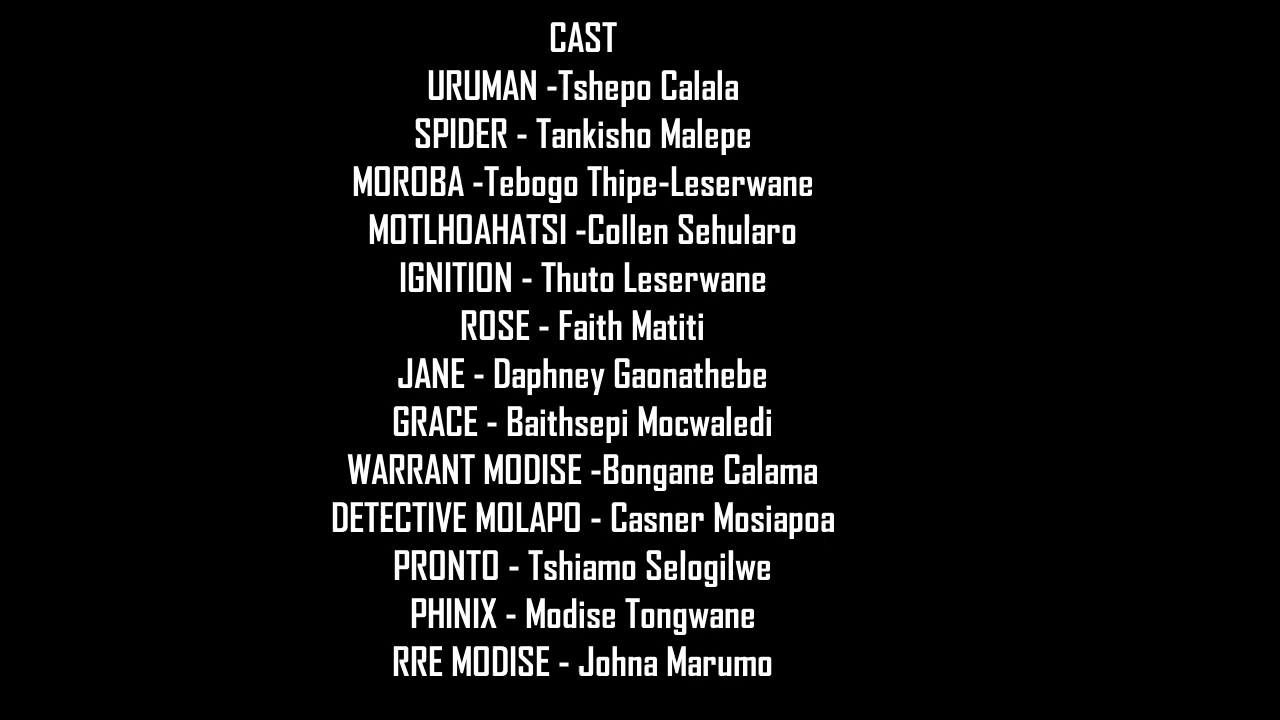 CAST
URUMAN -Tshepo Calala
SPIDER - Tankisho Malepe
MOROBA -Tebogo Thipe-Leserwane
MOTLHOAHATSI -Collen Sehularo
IGNITION - Thuto Leserwane
ROSE - Faith Matiti
JANE - Daphney Gaonathebe
GRACE - Baithsepi Mocwaledi
WARRANT MODISE -Bongane Calama
DETECTIVE MOLAPO - Casner Mosiapoa
PRONTO - Tshiamo Selogilwe
PHINIX - Modise Tongwane
RRE MODISE - Johna Marumo